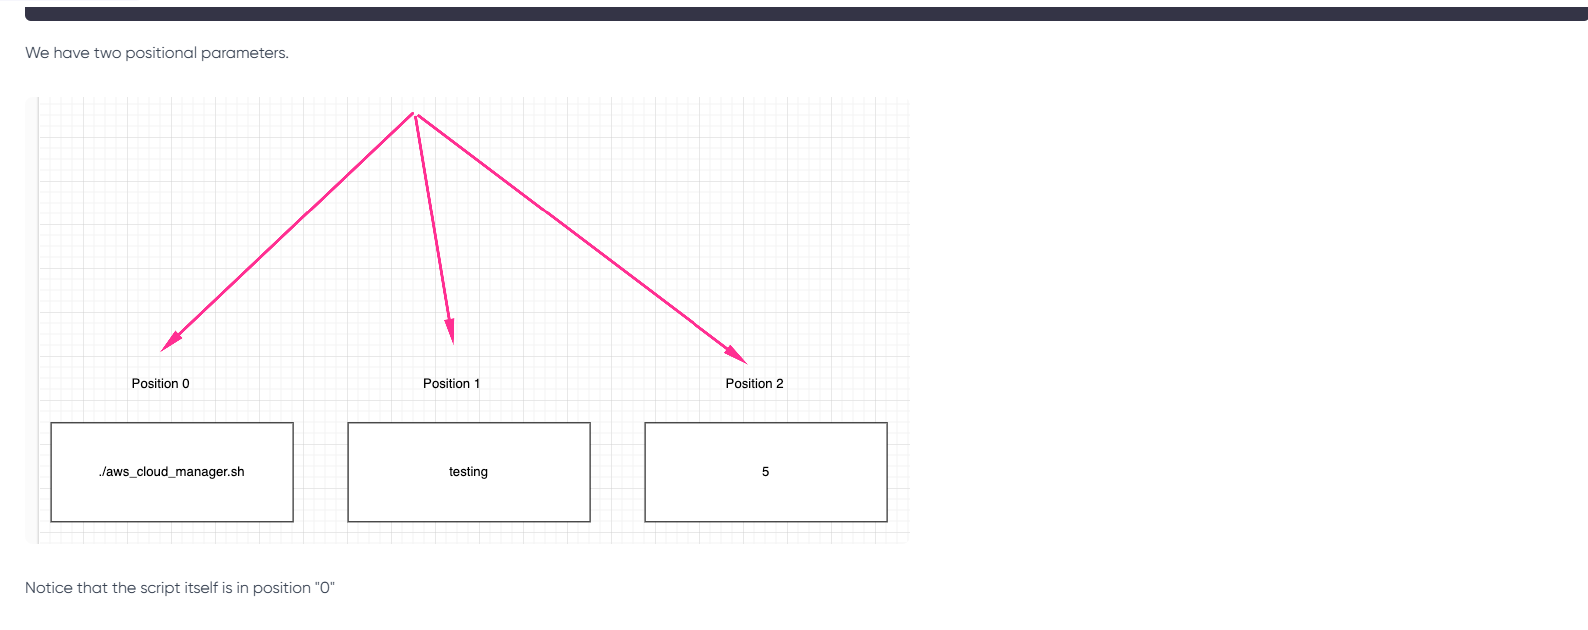 We have two positional parameters.
Position 0
Position 1
Position 2
./aws_cloud_manager.sh
testing
5
Notice that the script itself is in position "0"